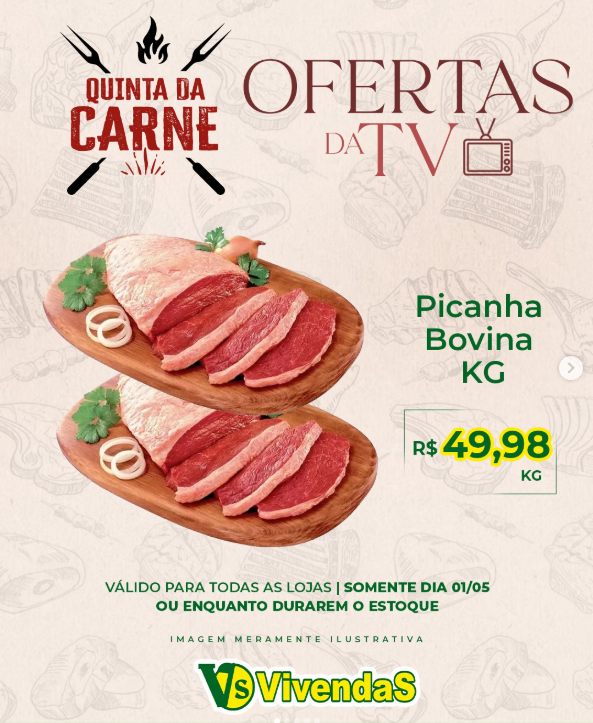 QUINTA DA
CARNE
OFERTAS
DA TV
Picanha
Bovina
KG
R$ 49,98
KG
VÁLIDO PARA TODAS AS LOJAS | SOMENTE DIA 01/05
OU ENQUANTO DURAREM O ESTOQUE
IMAGEM MERAMENTE ILUSTRATIVA
Vs VivendaS